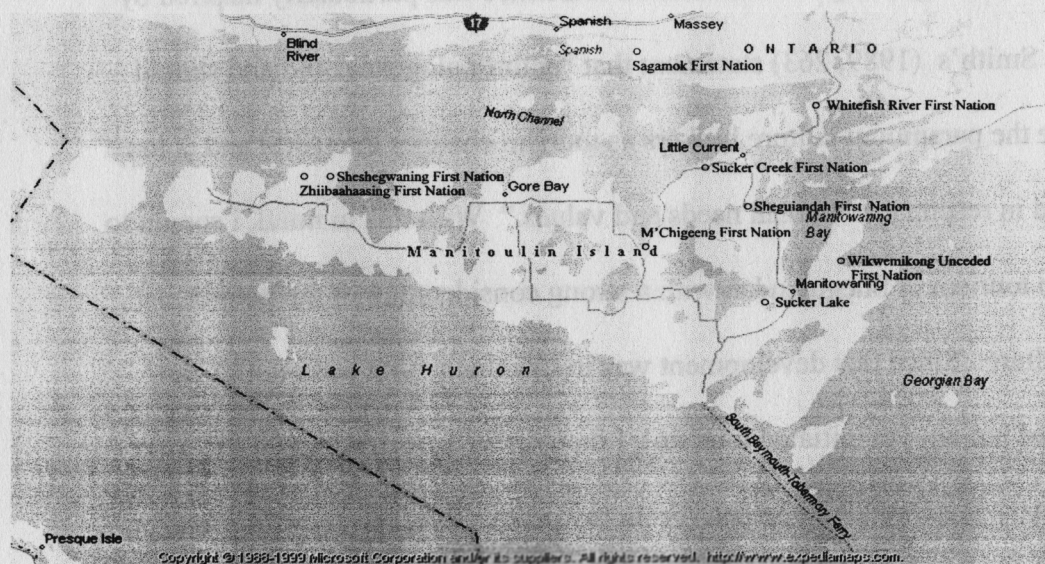 17
Spanish
Massey
Blind
River
Spanish
Sagamok First Nation
ONTARIO
Whitefish River First Nation
North Channel
Little Current
Sucker Creek First Nation
Sheshegwaning First Nation
Zhiibaahaasing First Nation
Gore Bay
Sheguiandah First Nation
Manitowaning
Bay
M'Chigeeng First Nation
Manitoulin Island
Wikwemikong Unceded
First Nation
Manitowaning
Sucker Lake
Lake Huron
Georgian Bay
South Baymouth-Tobermory Ferry
Presque Isle
Copyright © 1988-1999 Microsoft Corporation and/or its suppliers. All rights reserved. http://www.expediamaps.com.